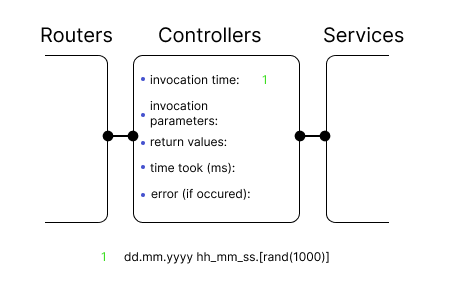 Routers Controllers Services
invocation time: 1
invocation
parameters:
return values:
time took (ms):
error (if occured):
1 dd.mm.yyyy hh_mm_ss.[rand(1000)]